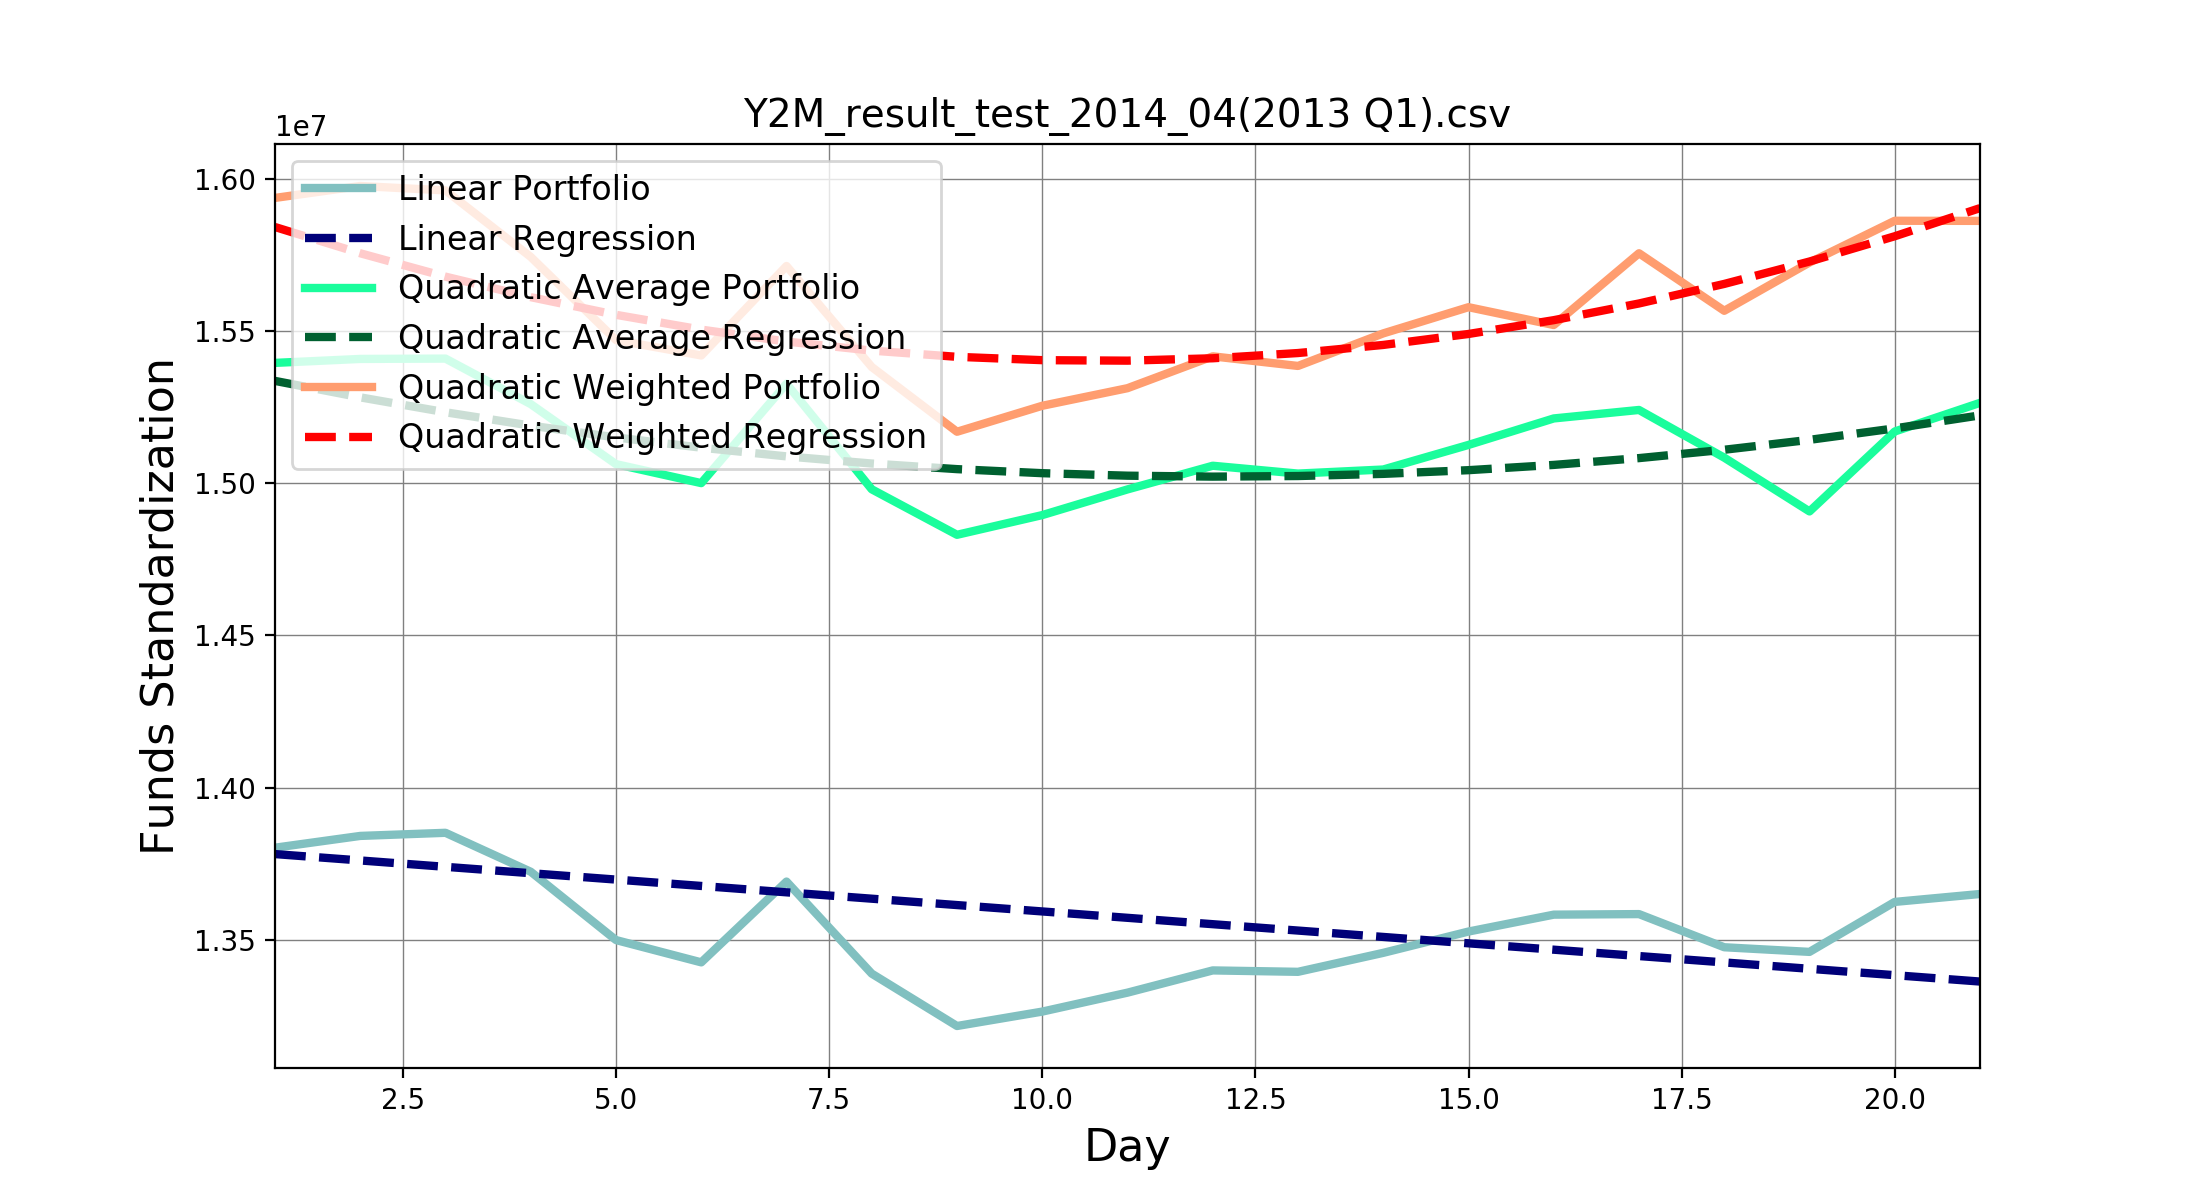 Y2M_result_test_2014_04(2013 Q1).csv
1e7
1.60
1.55
1.50
1.45
1.40
1.35
Funds Standardization
Linear Portfolio
Linear Regression
Quadratic Average Portfolio
Quadratic Average Regression
Quadratic Weighted Portfolio
Quadratic Weighted Regression
2.5 5.0 7.5 10.0 12.5 15.0 17.5 20.0
Day